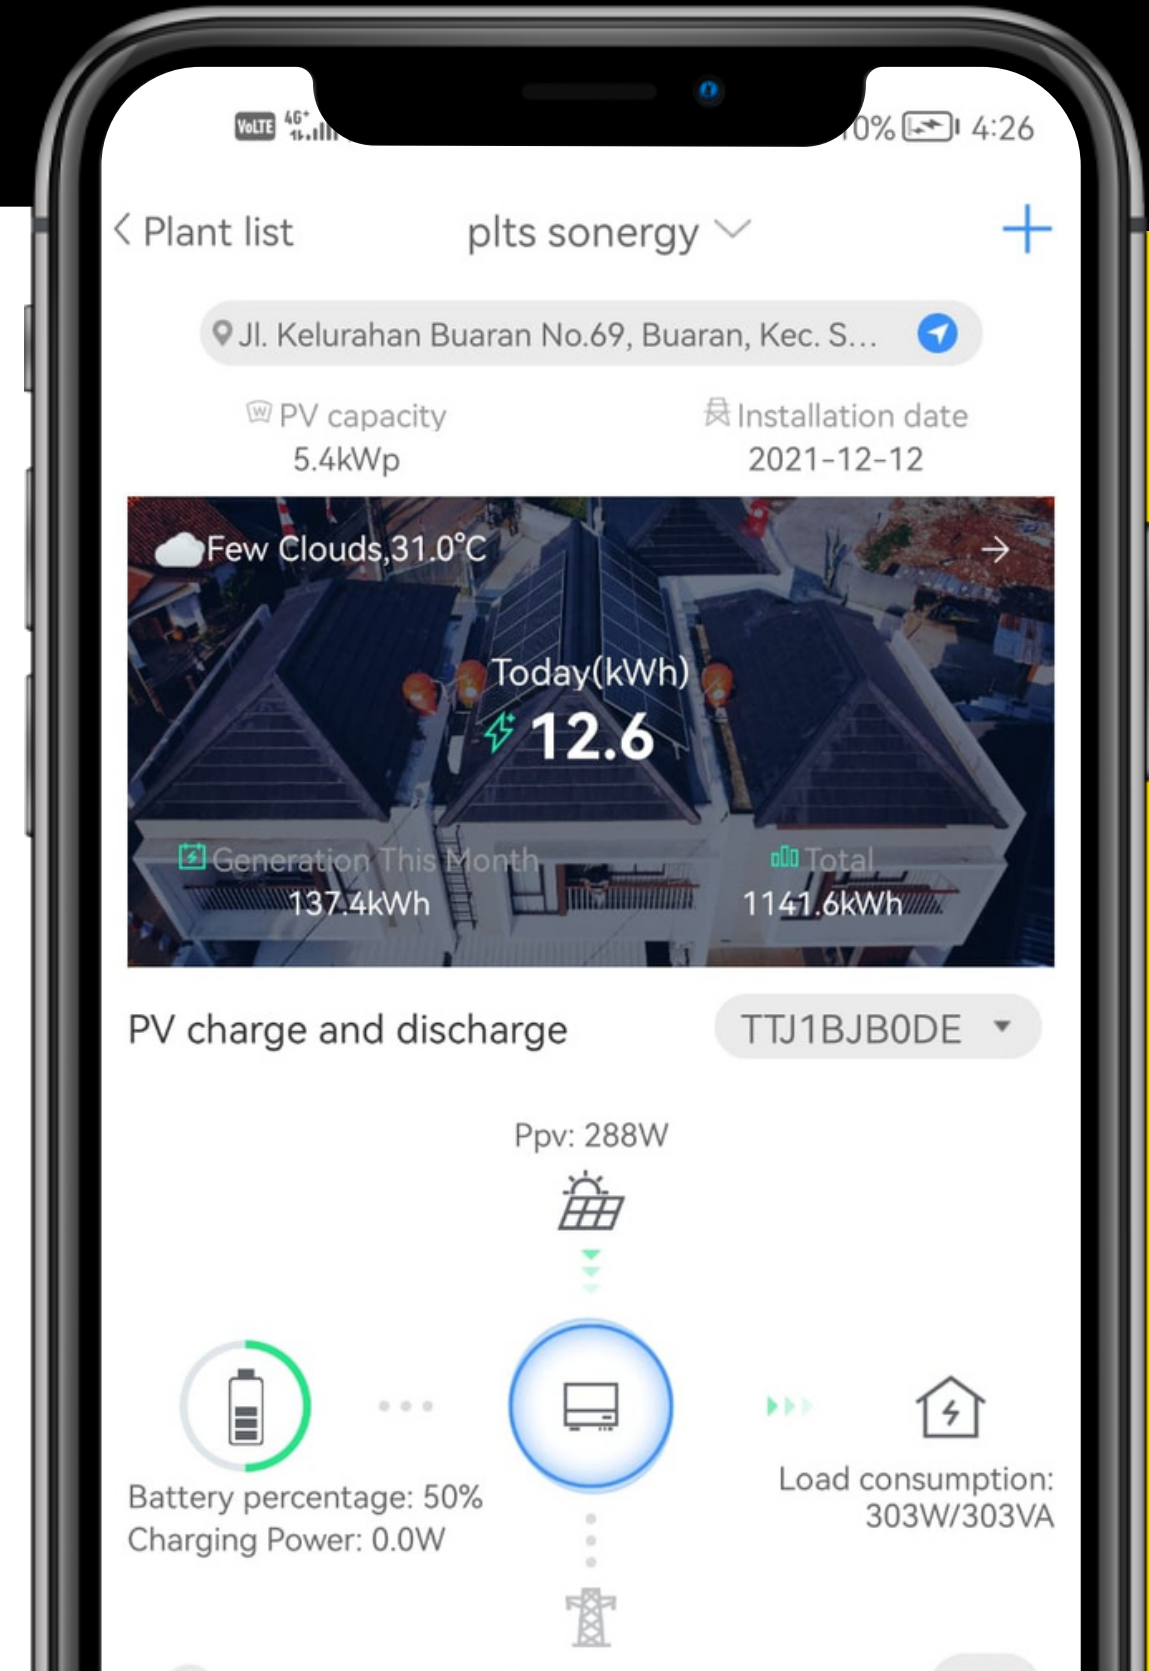 VoLTE 4G+ 0% 4:26
Plant list plts sonergy
Jl. Kelurahan Buaran No.69, Buaran, Kec. S...
PV capacity Installation date
5.4kWp 2021-12-12
Few Clouds,31.0°C
Today(kWh)
12.6
Generation This Month Total
137.4kWh 1141.6kWh
PV charge and discharge TTJ1BJB0DE
Ppv: 288W
Battery percentage: 50%
Charging Power: 0.0W
Load consumption:
303W/303VA